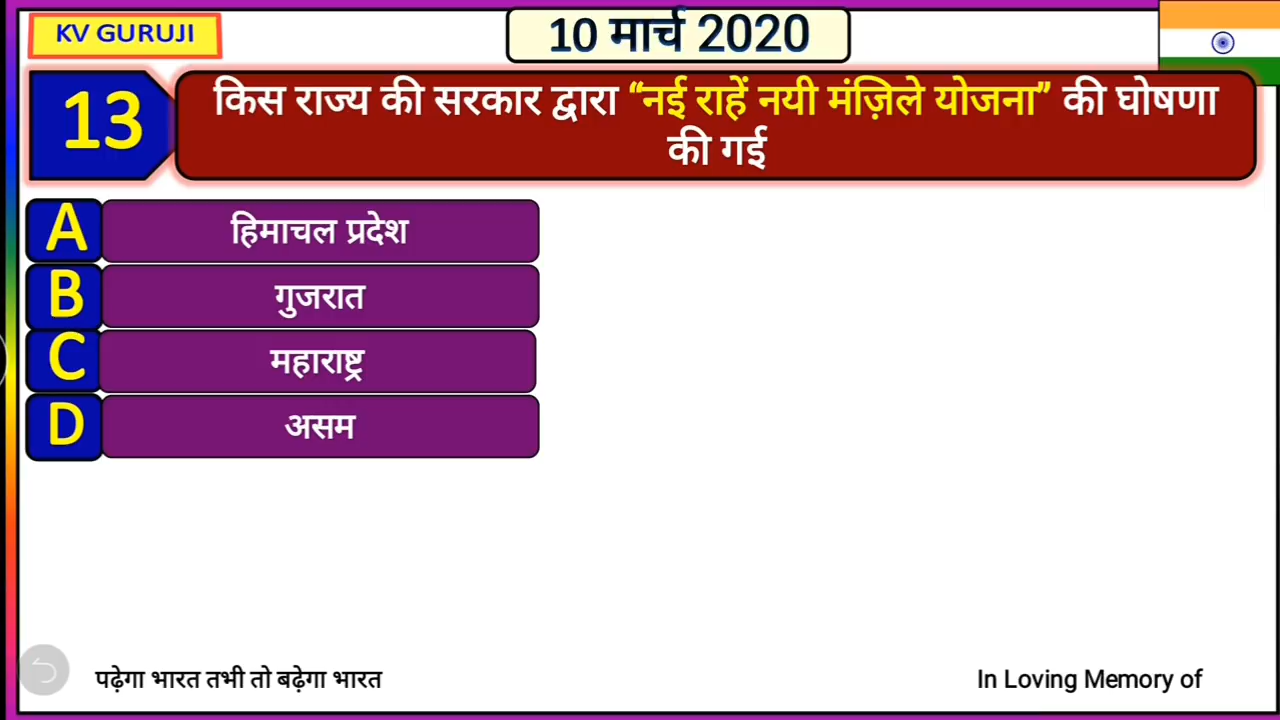 KV GURUJI
10 मार्च 2020
13
किस राज्य की सरकार द्वारा “नई राहें नयी मंज़िले योजना” की घोषणा
की गई
A
हिमाचल प्रदेश
B
गुजरात
C
महाराष्ट्र
D
असम
पढ़ेगा भारत तभी तो बढ़ेगा भारत
In Loving Memory of